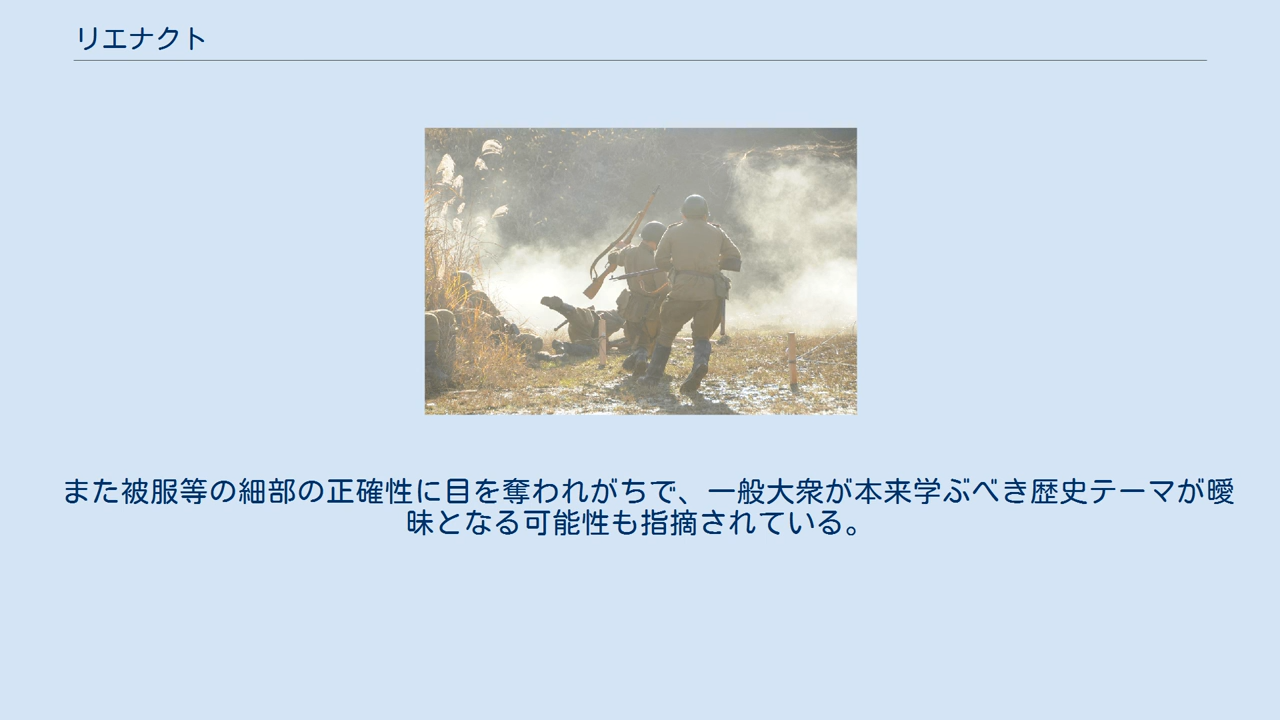 リエナクト
また被服等の細部の正確性に目を奪われがちで、一般大衆が本来学ぶべき歴史テーマが曖
昧となる可能性も指摘されている。